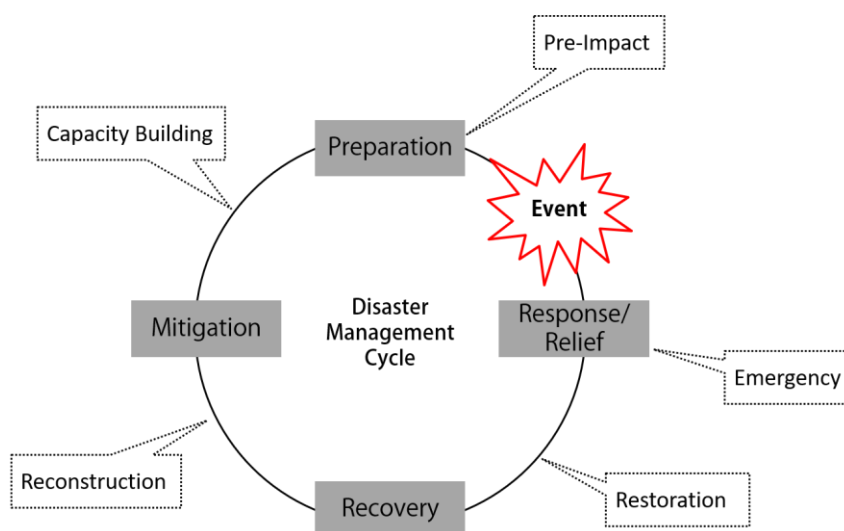 Pre-Impact
Capacity Building
Preparation
Event
Mitigation
Disaster
Management
Cycle
Response/
Relief
Emergency
Reconstruction
Recovery
Restoration